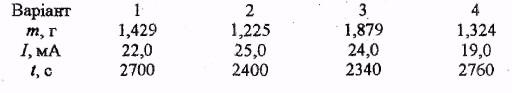 Варіант 1 2 3 4
m, г 1,429 1,225 1,879 1,324
I, мА 22,0 25,0 24,0 19,0
t, с 2700 2400 2340 2760